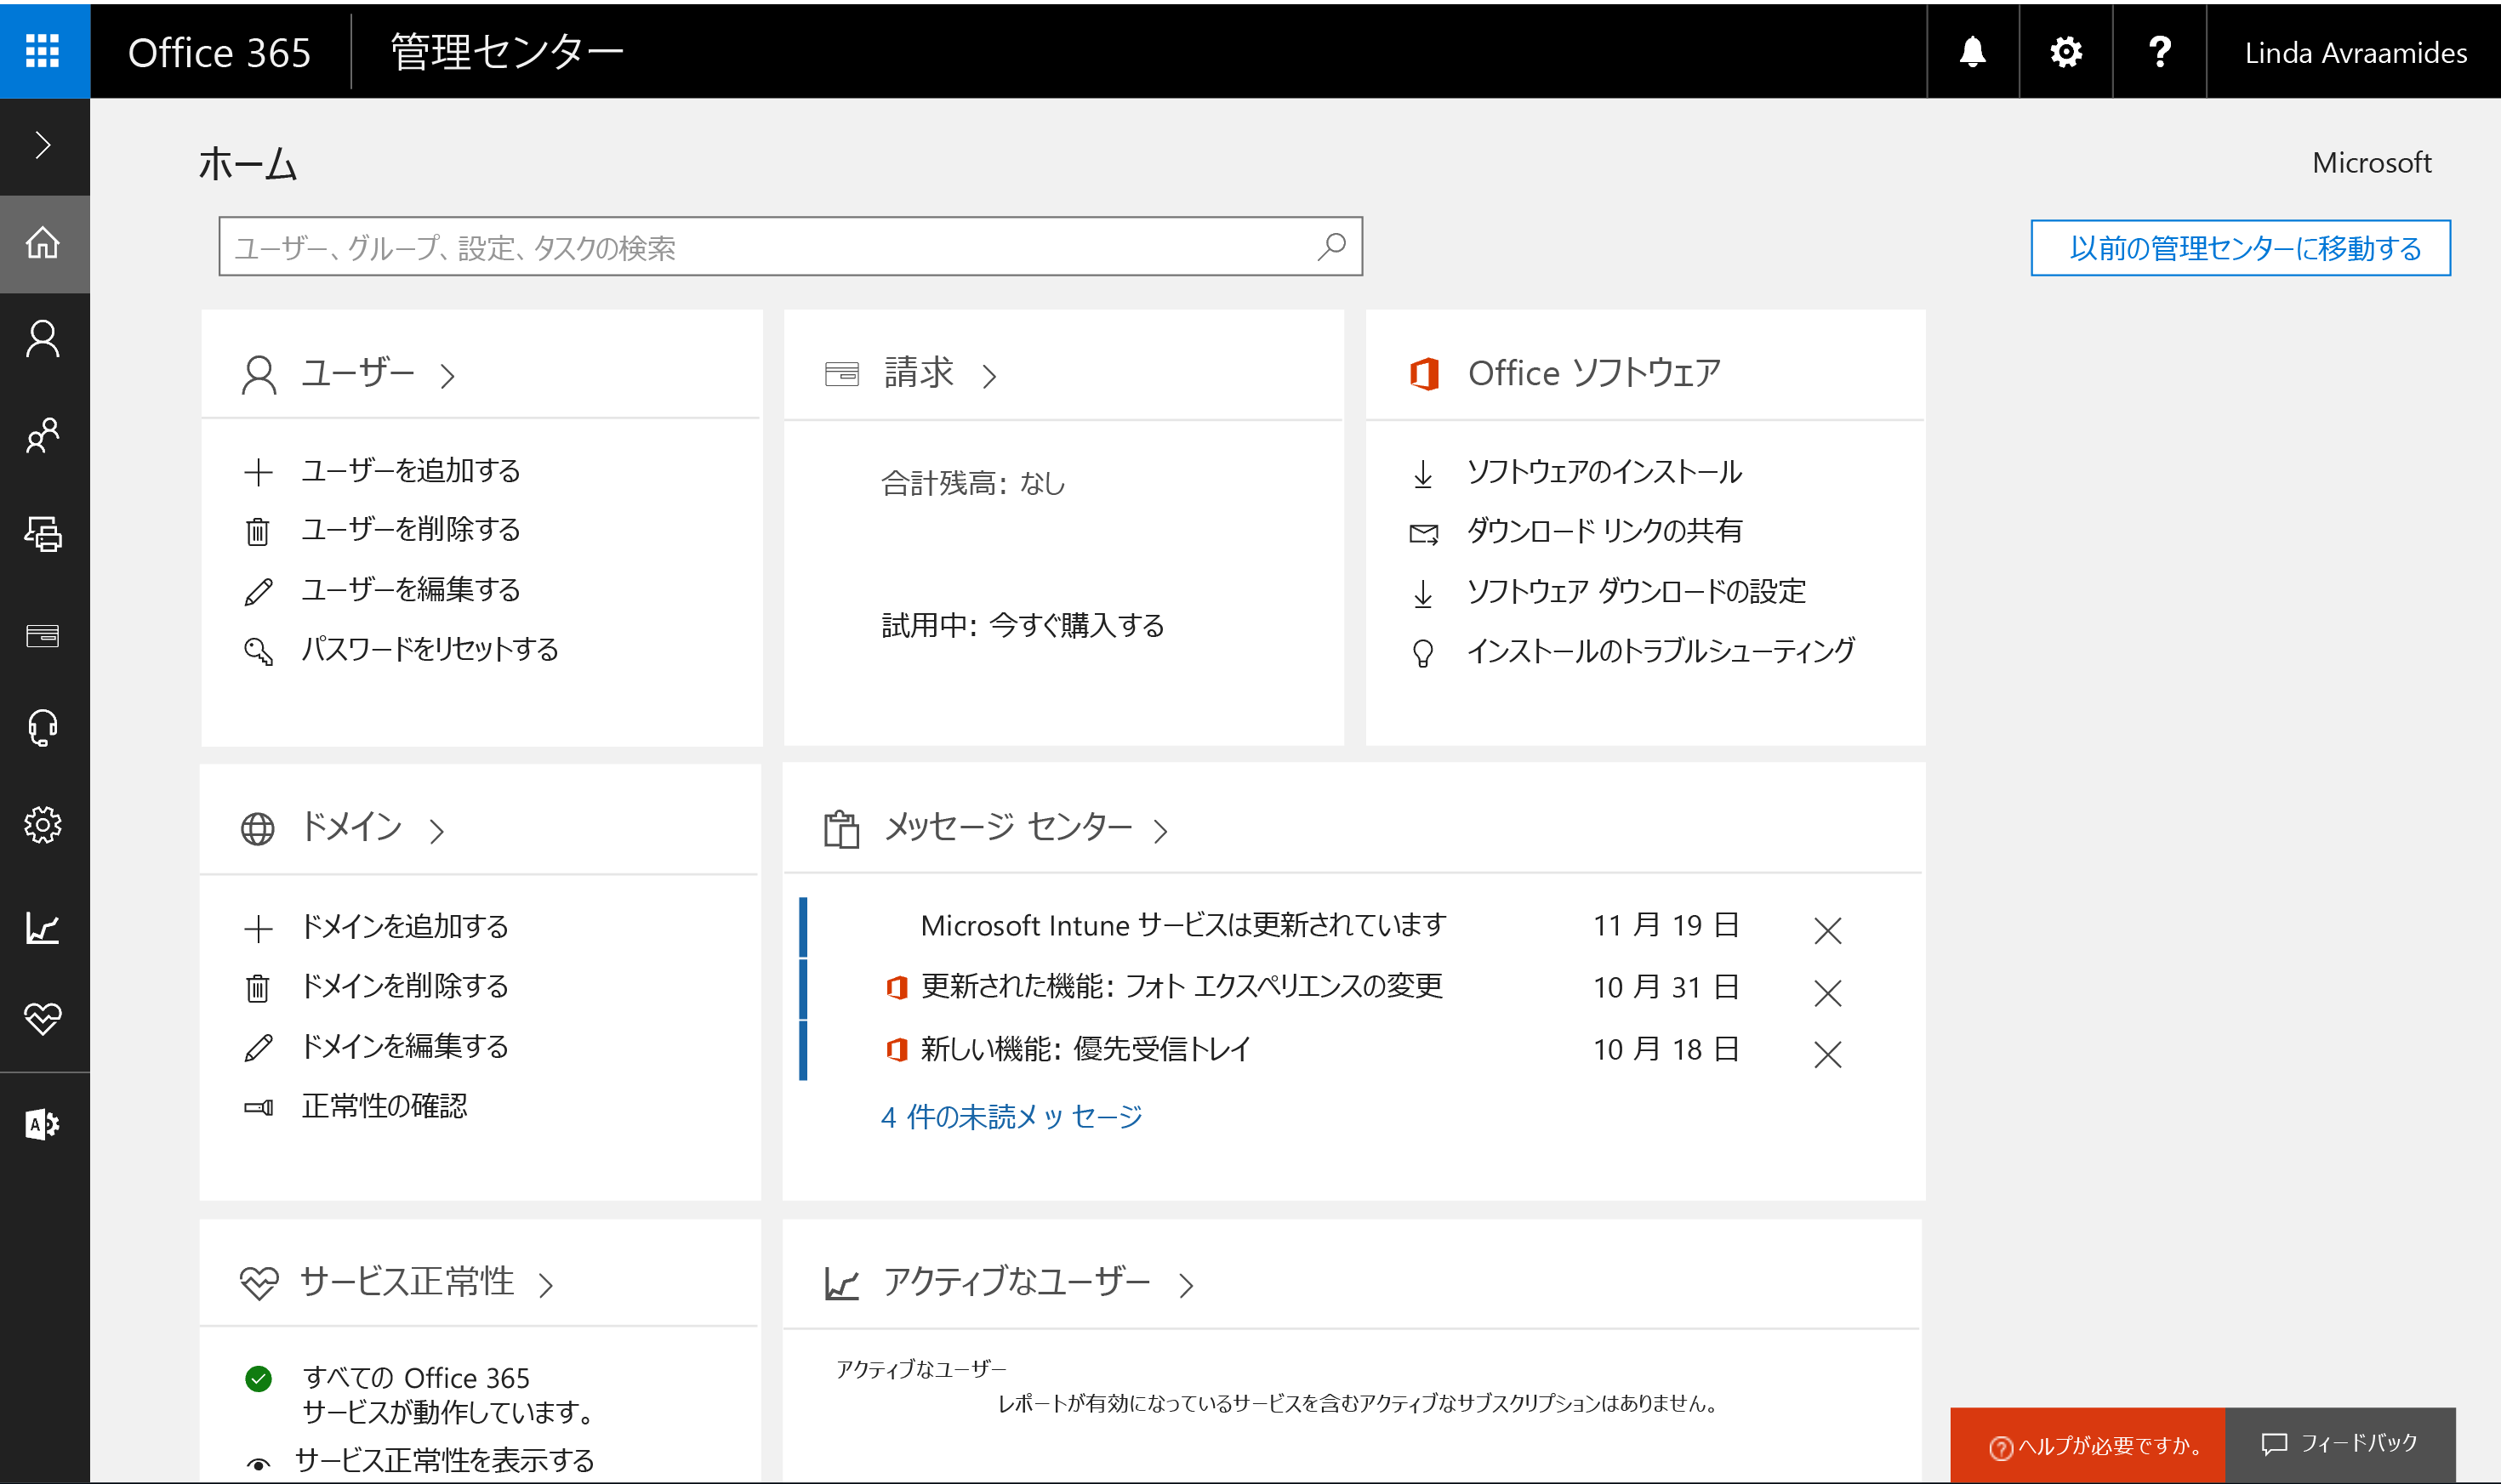 Office 365
管理センター
Linda Avraamides
ホーム
Microsoft
ユーザー、グループ、設定、タスクの検索
以前の管理センターに移動する
ユーザー
ユーザーを追加する
ユーザーを削除する
ユーザーを編集する
パスワードをリセットする
請求
合計残高: なし
試用中: 今すぐ購入する
Office ソフトウェア
ソフトウェアのインストール
ダウンロード リンクの共有
ソフトウェア ダウンロードの設定
インストールのトラブルシューティング
ドメイン
ドメインを追加する
ドメインを削除する
ドメインを編集する
正常性の確認
メッセージ センター
Microsoft Intune サービスは更新されています 11 月 19 日
更新された機能: フォト エクスペリエンスの変更 10 月 31 日
新しい機能: 優先受信トレイ 10 月 18 日
4 件の未読メッセージ
サービス正常性
すべての Office 365
サービスが動作しています。
サービス正常性を表示する
アクティブなユーザー
アクティブなユーザー
レポートが有効になっているサービスを含むアクティブなサブスクリプションはありません。
ヘルプが必要ですか。
フィードバック